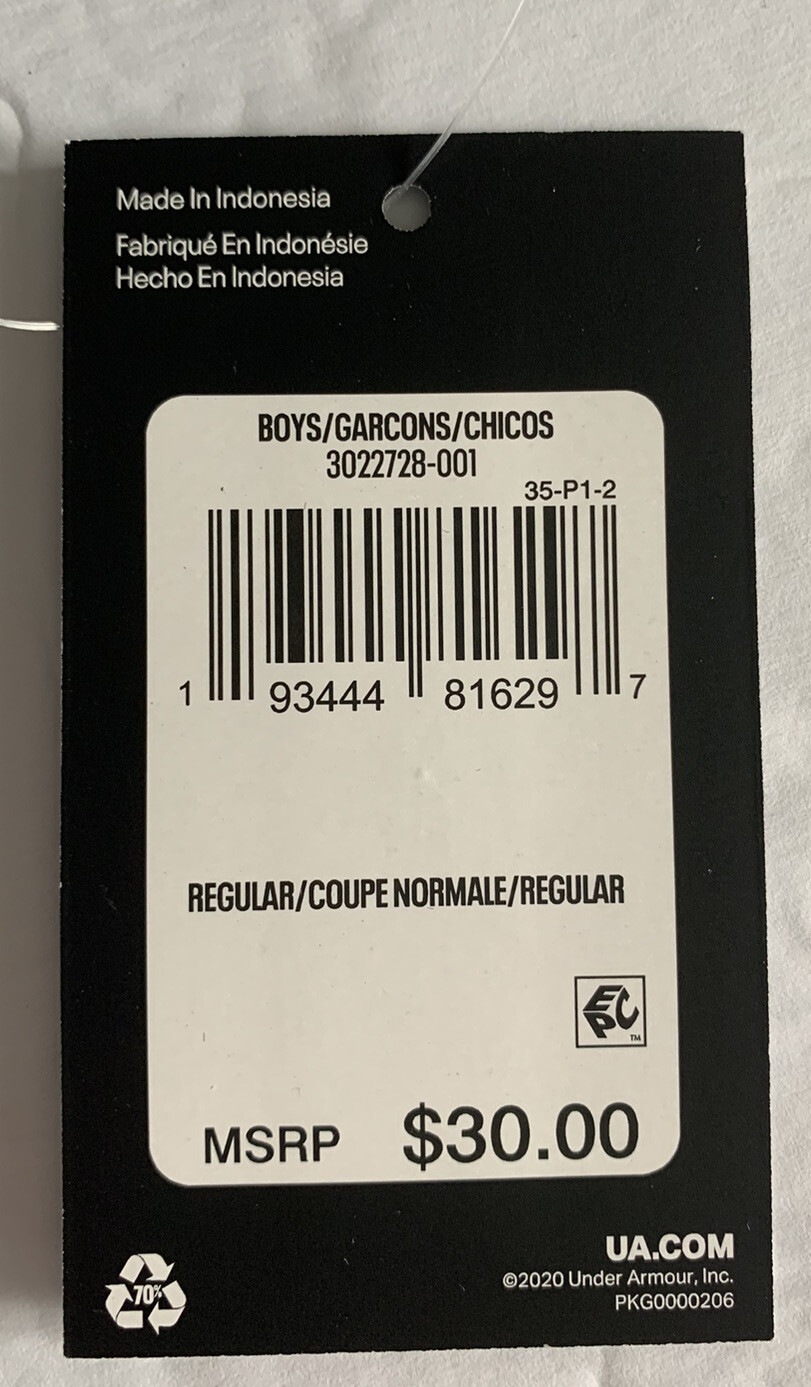 Made In Indonesia
Fabriqué En Indonésie
Hecho En Indonesia
BOYS/GARCONS/CHICOS
3022728-001
35-P1-2
1 93444 81629 7
REGULAR/COUPE NORMALE/REGULAR
EPC
TM
MSRP $30.00
70%
UA.COM
©2020 Under Armour, Inc.
PKG0000206